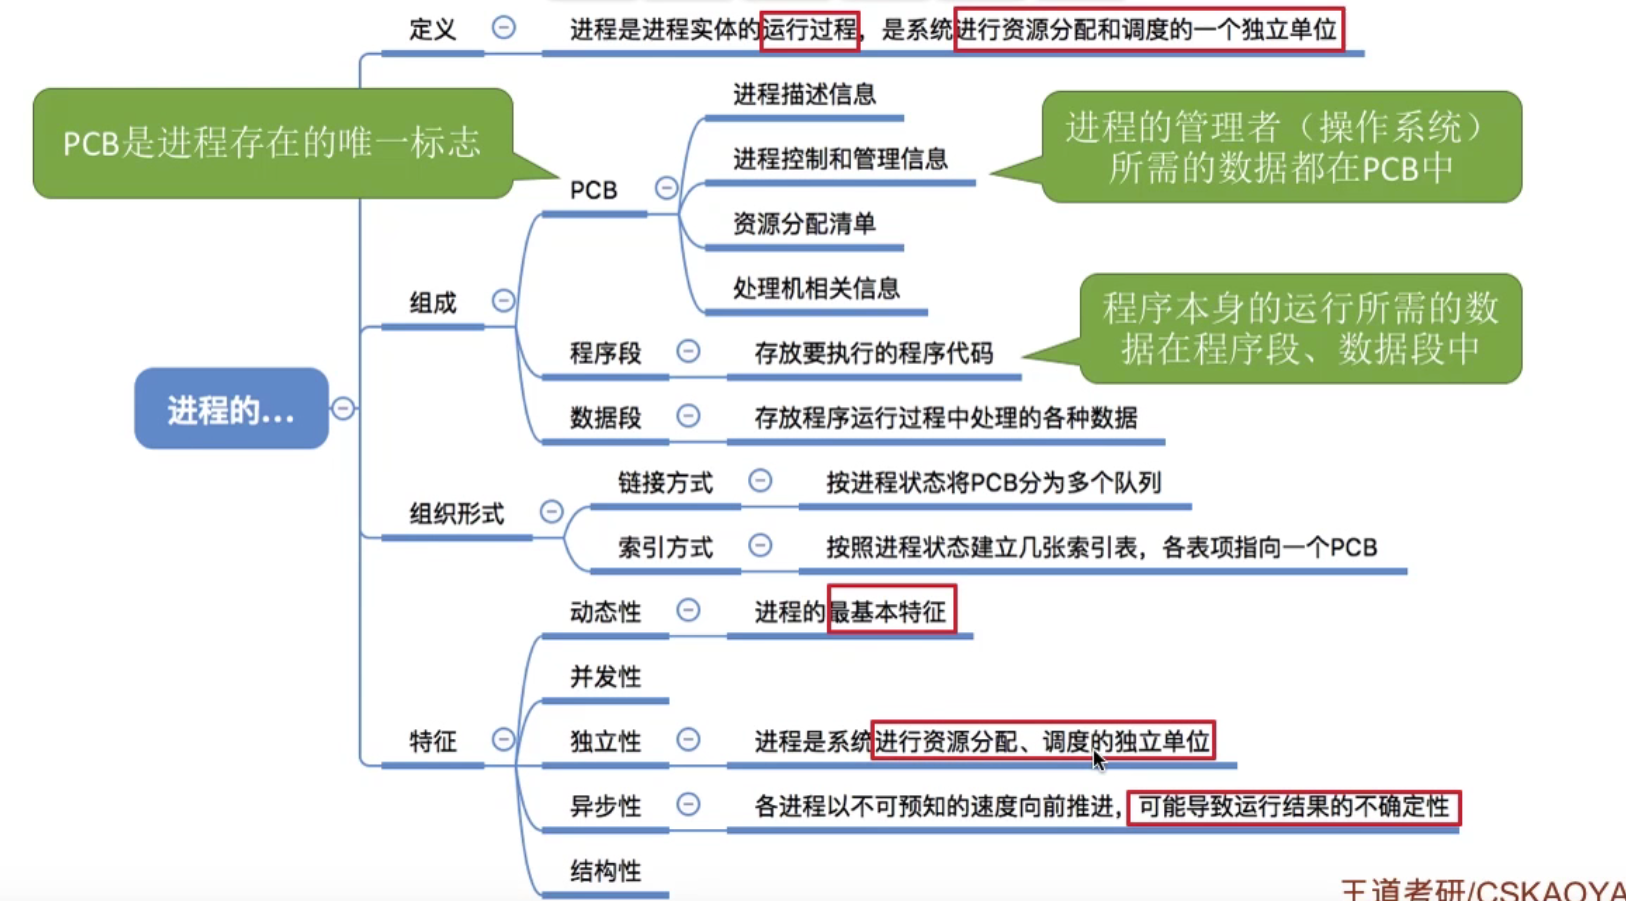 定义
进程是进程实体的运行过程，是系统进行资源分配和调度的一个独立单位
PCB是进程存在的唯一标志
进程描述信息
进程的管理者（操作系统）
所需的数据都在PCB中
进程控制和管理信息
PCB
资源分配清单
处理机相关信息
组成
程序本身的运行所需的数
据在程序段、数据段中
程序段
存放要执行的程序代码
进程的...
数据段
存放程序运行过程中处理的各种数据
链接方式
按进程状态将PCB分为多个队列
组织形式
索引方式
按照进程状态建立几张索引表，各表项指向一个PCB
动态性
进程的最基本特征
并发性
特征
独立性
进程是系统进行资源分配、调度的独立单位
异步性
各进程以不可预知的速度向前推进，可能导致运行结果的不确定性
结构性
王道考研/CSKAOYA